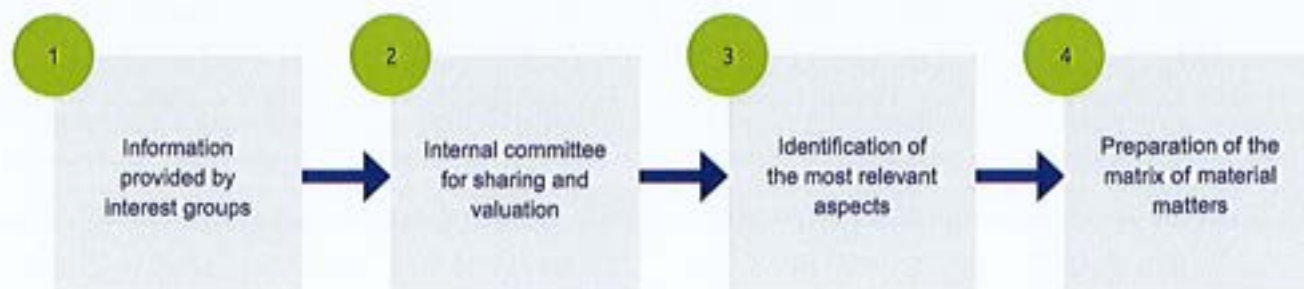 1
Information
provided by
interest groups
2
Internal committee
for sharing and
valuation
3
Identification of
the most relevant
aspects
4
Preparation of the
matrix of material
matters